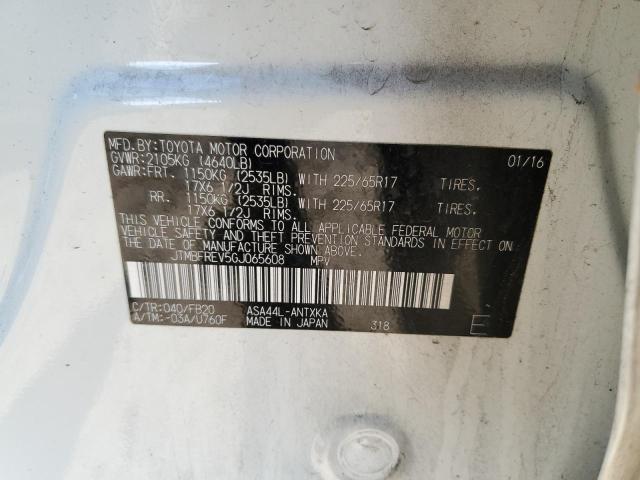 MFD.BY:TOYOTA MOTOR CORPORATION 01/16
GVWR:2105KG (4640LB)
GAWR:FRT. 1150KG (2535LB) WITH 225/65R17 TIRES.
17X6 1/2J RIMS.
RR. 1150KG (2535LB) WITH 225/65R17 TIRES.
17X6 1/2J RIMS.
THIS VEHICLE CONFORMS TO ALL APPLICABLE FEDERAL MOTOR
VEHICLE SAFETY AND THEFT PREVENTION STANDARDS IN EFFECT ON
THE DATE OF MANUFACTURE SHOWN ABOVE.
JTMBFREV5GJ065608 MPV
C/TR:040/FB20 ASA44L-ANTXKA
A/TM:-03A/U760F MADE IN JAPAN 318 E